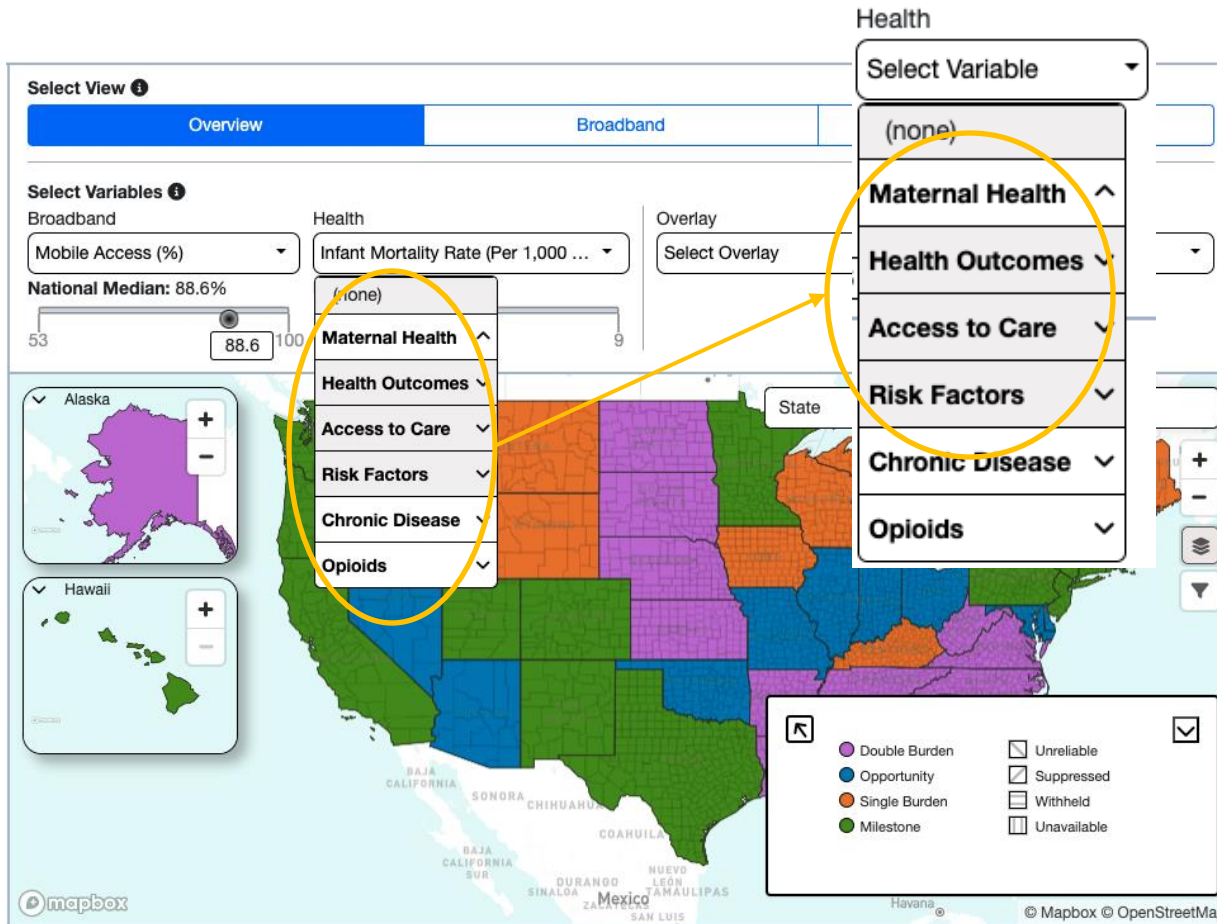 Health
Select Variable
(none)
Maternal Health
Health Outcomes
Access to Care
Risk Factors
Chronic Disease
Opioids
Select View
Overview
Broadband
Select Variables
Broadband
Health
Overlay
Mobile Access (%)
Infant Mortality Rate (Per 1,000 ...
Select Overlay
National Median: 88.6%
53
88.6
100
9
(none)
Maternal Health
Health Outcomes
Access to Care
Risk Factors
Chronic Disease
Opioids
Alaska
+
−
State
+
−
Hawaii
+
−
Double Burden
Opportunity
Single Burden
Milestone
Unreliable
Suppressed
Withheld
Unavailable
BAJA
CALIFORNIA
SONORA
CHIHUAHUA
COAHUILA
BAJA
CALIFORNIA
SUR
NUEVO
LEÓN
DURANGO
SINALOA
TAMAULIPAS
Mexico
SAN LUIS
Havana
mapbox
© Mapbox © OpenStreetMa